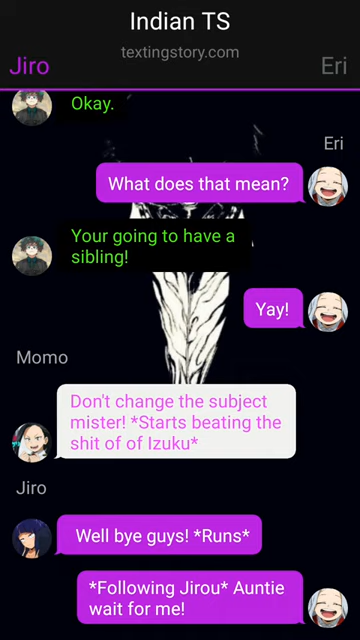 Indian TS
textingstory.com
Jiro
Eri
Okay.
Eri
What does that mean?
Your going to have a
sibling!
Yay!
Momo
Don't change the subject
mister! *Starts beating the
shit of of Izuku*
Jiro
Well bye guys! *Runs*
*Following Jirou* Auntie
wait for me!